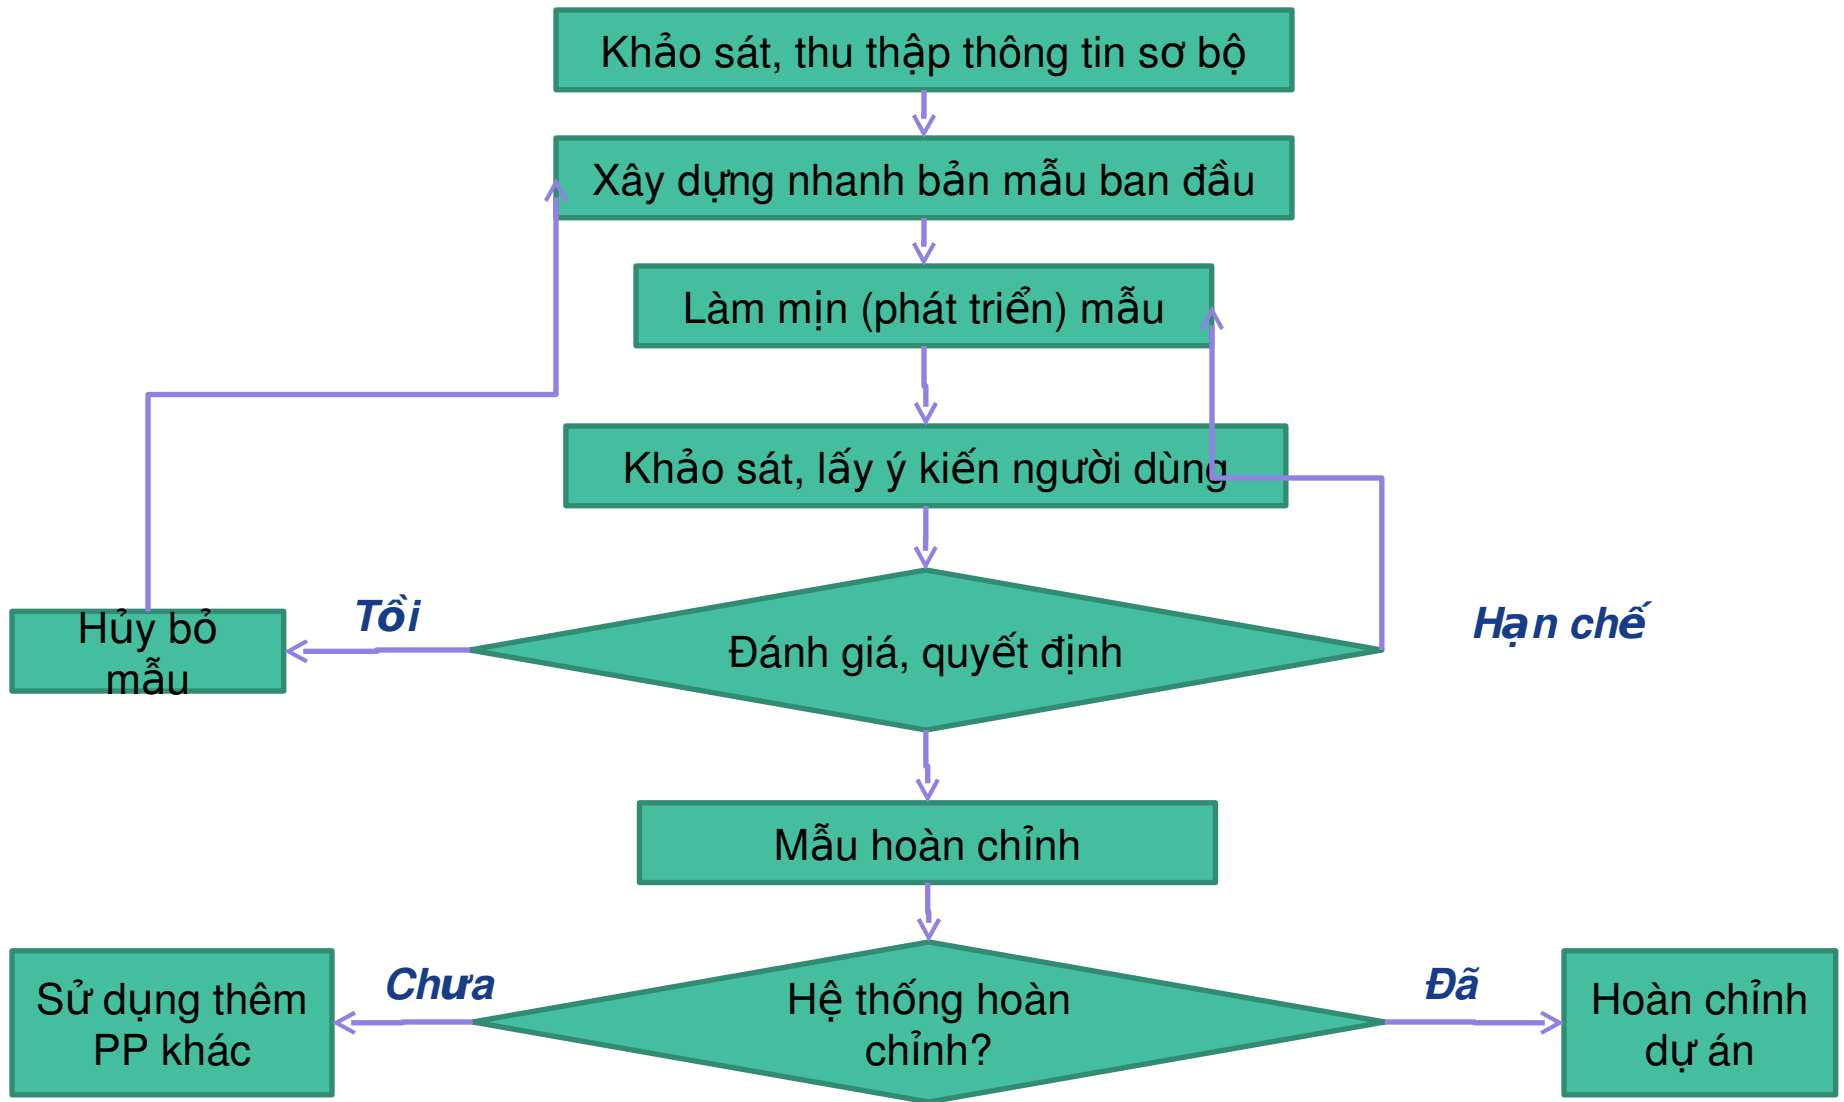 Khảo sát, thu thập thông tin sơ bộ
Xây dựng nhanh bản mẫu ban đầu
Làm mịn (phát triển) mẫu
Khảo sát, lấy ý kiến người dùng
Tồi
Hạn chế
Hủy bỏ
mẫu
Đánh giá, quyết định
Mẫu hoàn chỉnh
Chưa
Đã
Sử dụng thêm
PP khác
Hệ thống hoàn
chỉnh?
Hoàn chỉnh
dự án